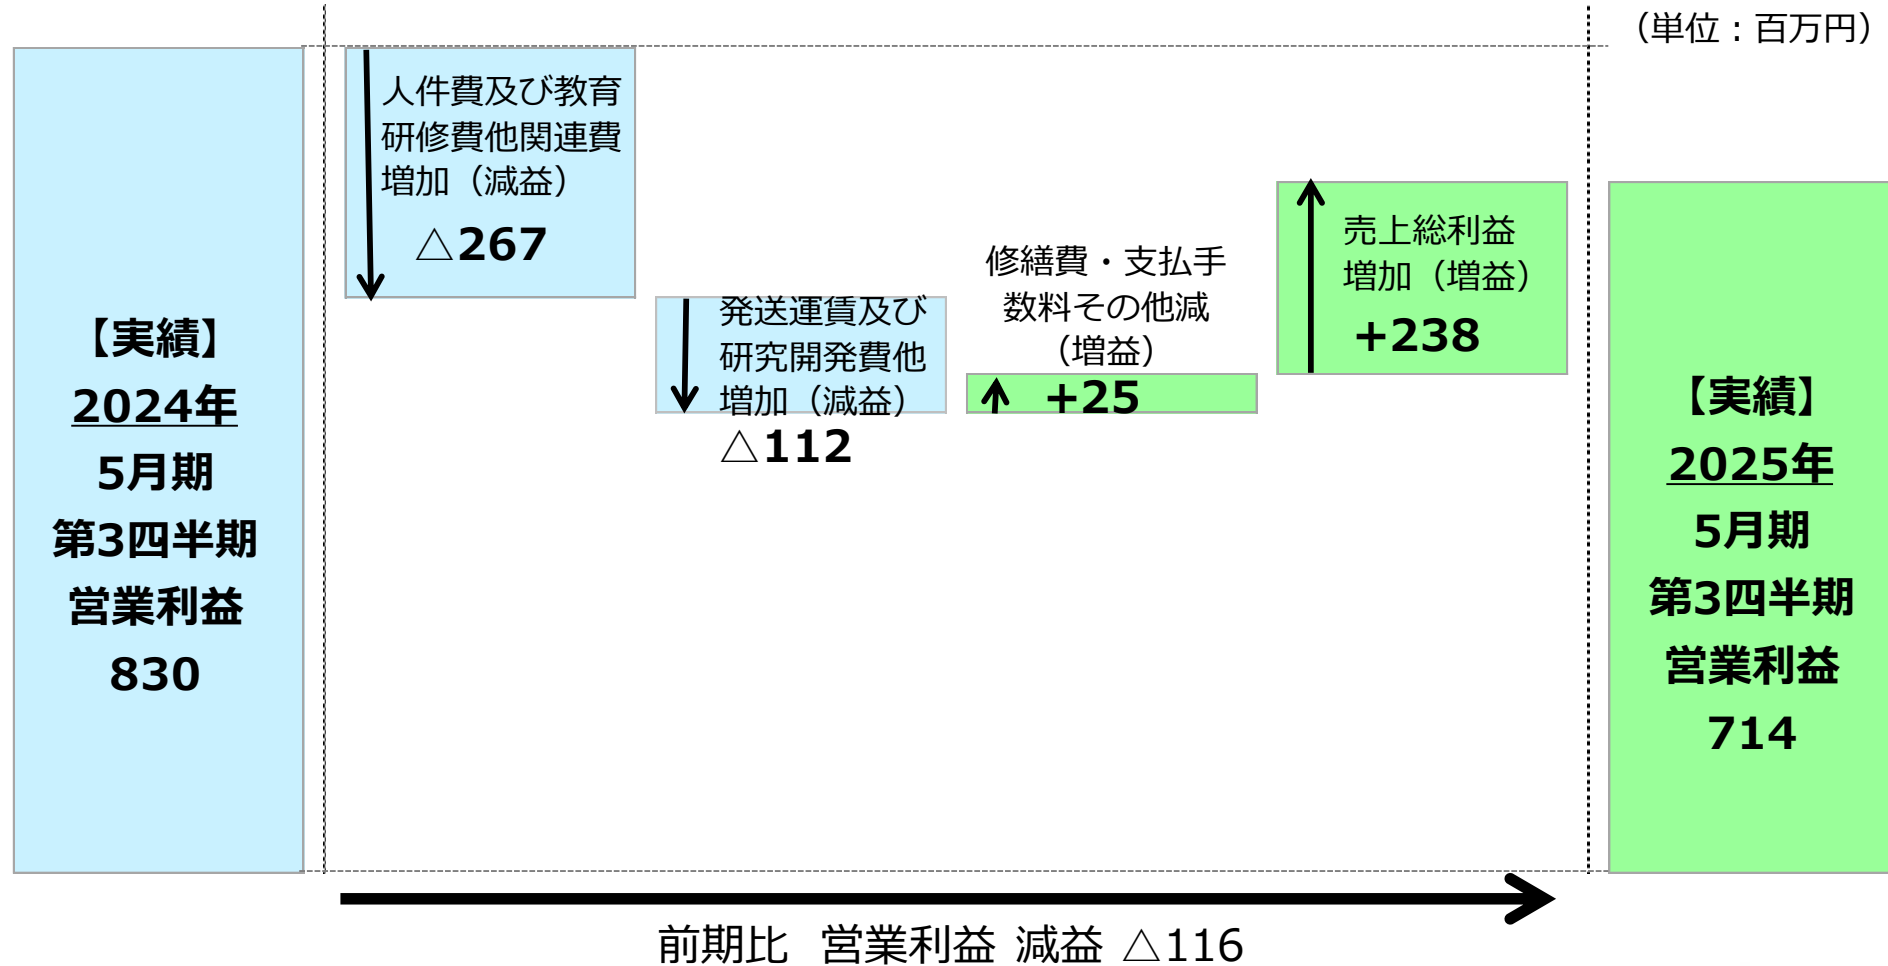 （単位：百万円）
【実績】
2024年
5月期
第3四半期
営業利益
830
人件費及び教育
研修費他関連費
増加（減益）
△267
発送運賃及び
研究開発費他
増加（減益）
△112
修繕費・支払手
数料その他減
（増益）
+25
売上総利益
増加（増益）
+238
【実績】
2025年
5月期
第3四半期
営業利益
714
前期比 営業利益 減益 △116